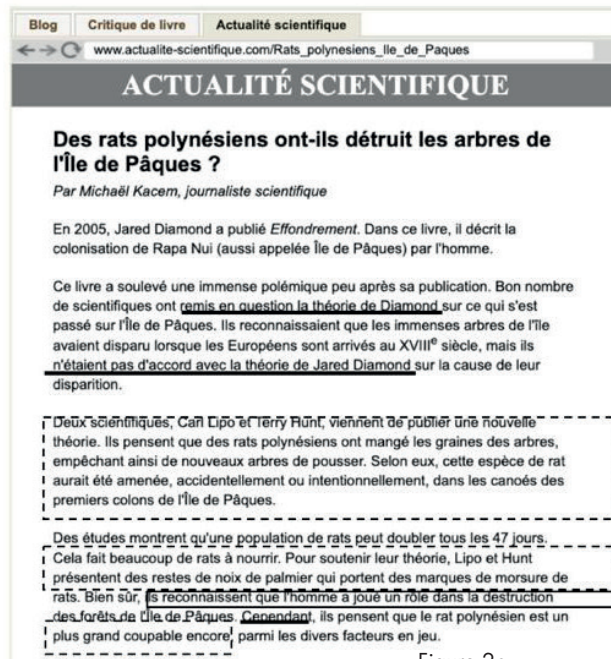 Blog Critique de livre Actualité scientifique
www.actualite-scientifique.com/Rats_polynesiens_Ile_de_Paques
ACTUALITÉ SCIENTIFIQUE
Des rats polynésiens ont-ils détruit les arbres de
l'Île de Pâques ?
Par Michaël Kacem, journaliste scientifique
En 2005, Jared Diamond a publié Effondrement. Dans ce livre, il décrit la
colonisation de Rapa Nui (aussi appelée Île de Pâques) par l'homme.
Ce livre a soulevé une immense polémique peu après sa publication. Bon nombre
de scientifiques ont remis en question la théorie de Diamond sur ce qui s'est
passé sur l'Île de Pâques. Ils reconnaissaient que les immenses arbres de l'île
avaient disparu lorsque les Européens sont arrivés au XVIIIe siècle, mais ils
n'étaient pas d'accord avec la théorie de Jared Diamond sur la cause de leur
disparition.
Deux scientifiques, Carl Lipo et Terry Hunt, viennent de publier une nouvelle
théorie. Ils pensent que des rats polynésiens ont mangé les graines des arbres,
empêchant ainsi de nouveaux arbres de pousser. Selon eux, cette espèce de rat
aurait été amenée, accidentellement ou intentionnellement, dans les canoés des
premiers colons de l'Île de Pâques.
Des études montrent qu'une population de rats peut doubler tous les 47 jours.
Cela fait beaucoup de rats à nourrir. Pour soutenir leur théorie, Lipo et Hunt
présentent des restes de noix de palmier qui portent des marques de morsure de
rats. Bien sûr, ils reconnaissent que l'homme a joué un rôle dans la destruction
des forêts de l'Île de Pâques. Cependant, ils pensent que le rat polynésien est un
plus grand coupable encore parmi les divers facteurs en jeu.